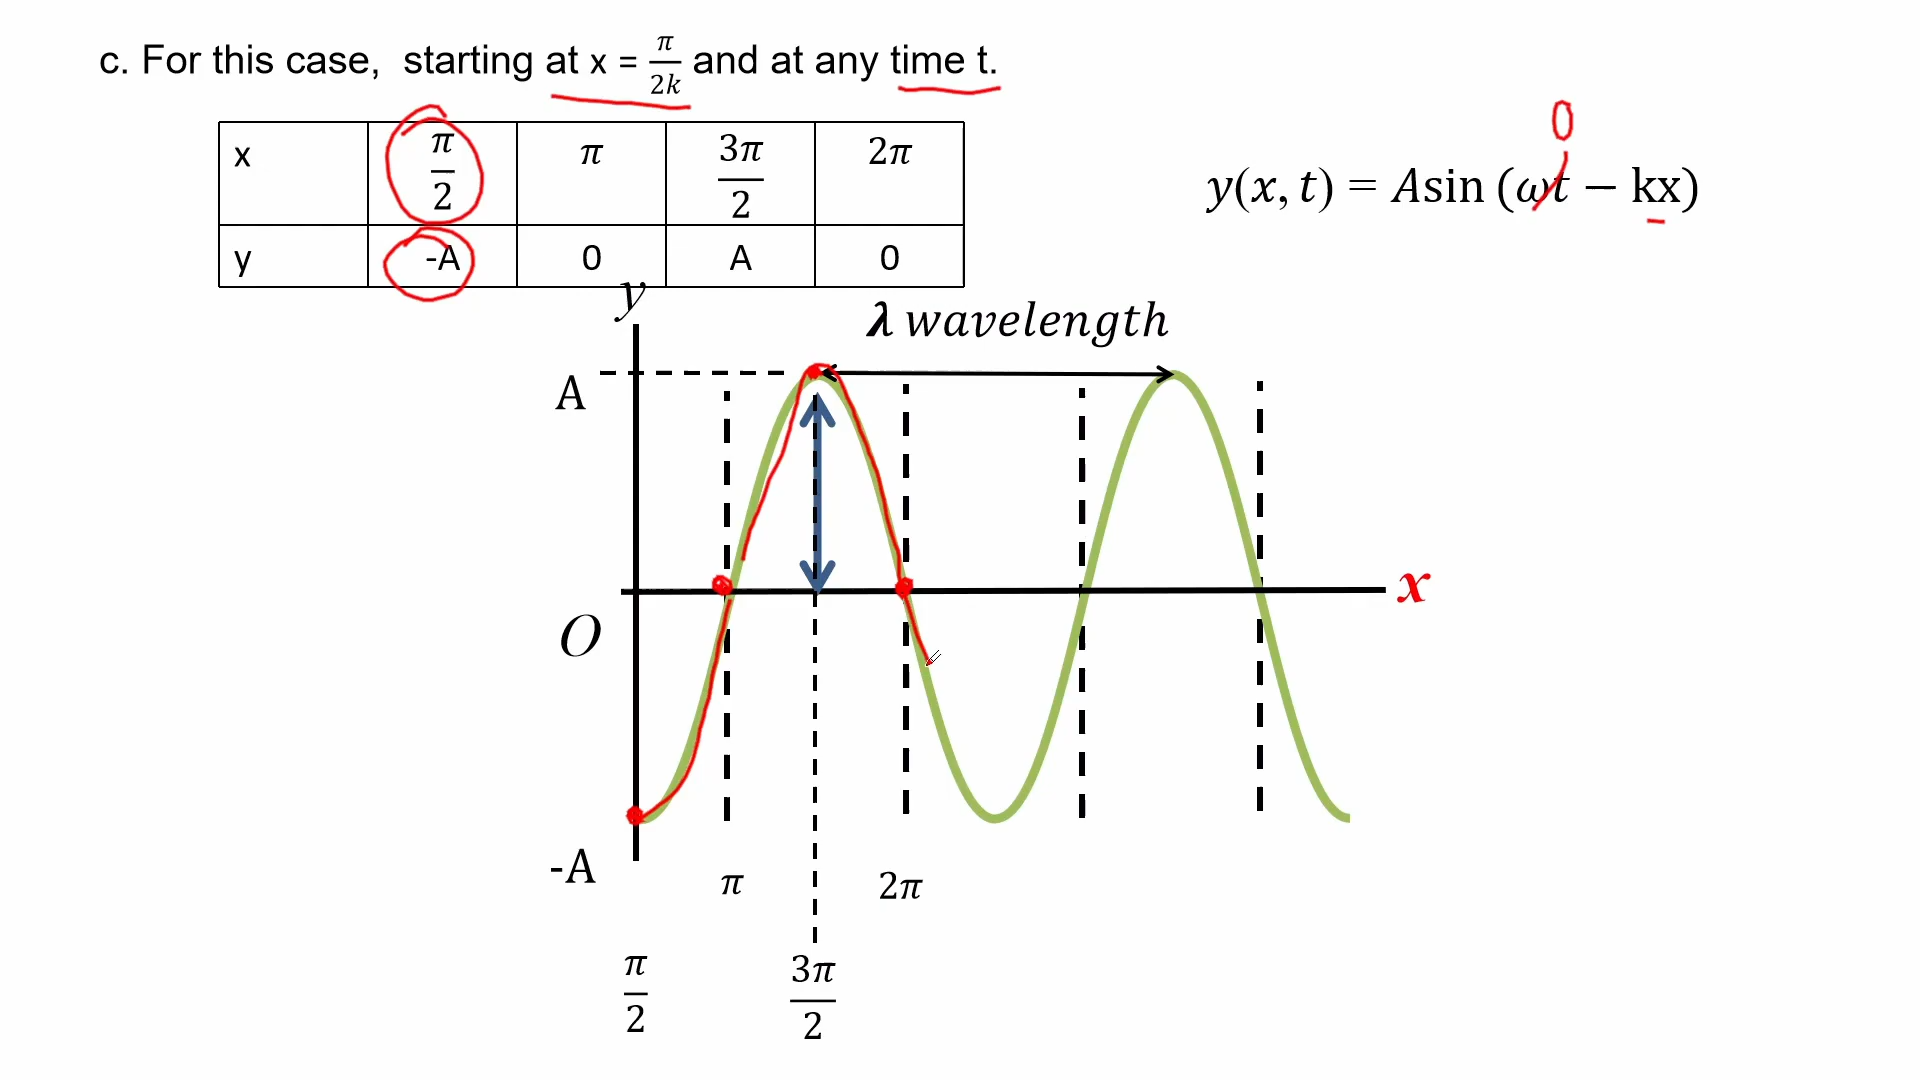 c. For this case, starting at x = π/2k and at any time t.
x π/2 π 3π/2 2π
y -A 0 A 0
0
y(x, t) = Asin (ωt − kx)
y
λ wavelength
A
x
O
-A
π 2π
π/2 3π/2